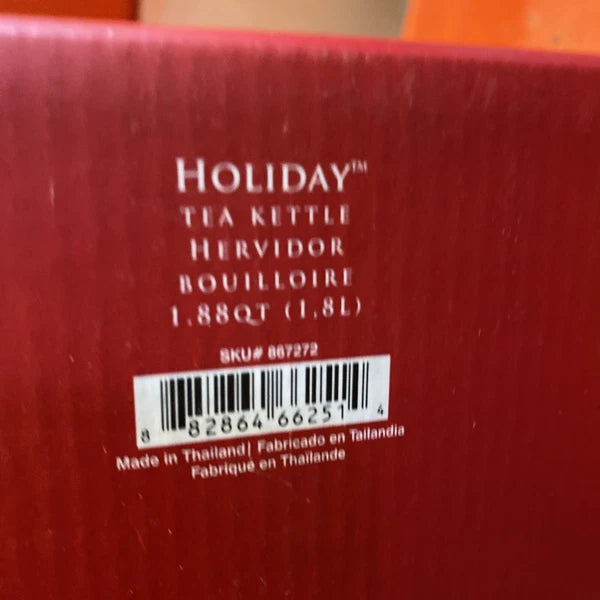 HOLIDAY™
TEA KETTLE
HERVIDOR
BOUILLOIRE
1.88QT (1.8L)
SKU# 867272
8 82864 66251 4
Made in Thailand| Fabricado en Tailandia
Fabriqué en Thaïlande